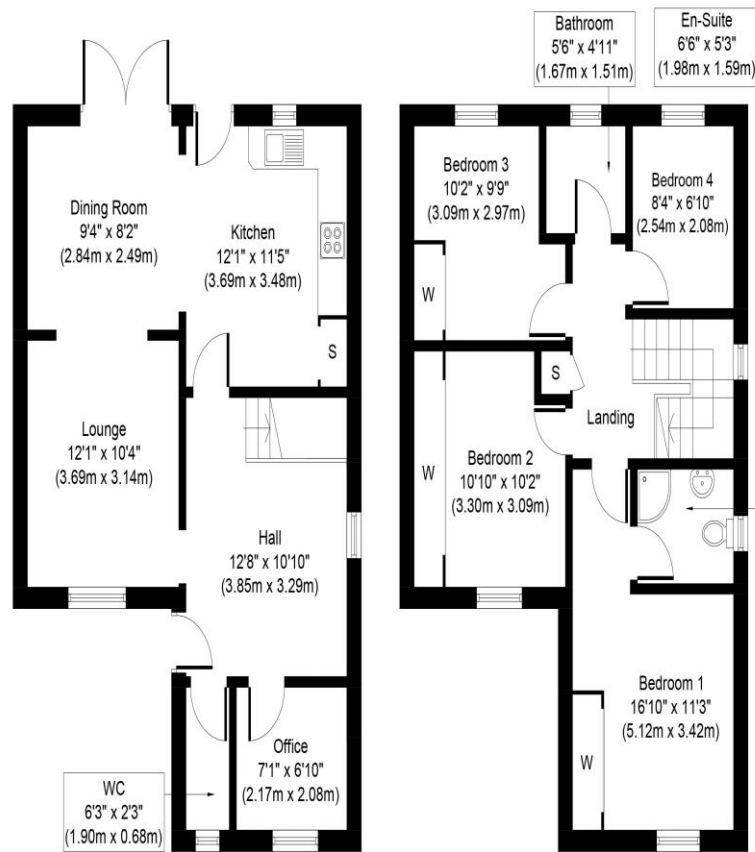 Bathroom
5'6" x 4'11"
(1.67m x 1.51m)
En-Suite
6'6" x 5'3"
(1.98m x 1.59m)
Dining Room
9'4" x 8'2"
(2.84m x 2.49m)
Kitchen
12'1" x 11'5"
(3.69m x 3.48m)
S
Lounge
12'1" x 10'4"
(3.69m x 3.14m)
Hall
12'8" x 10'10"
(3.85m x 3.29m)
Office
7'1" x 6'10"
(2.17m x 2.08m)
WC
6'3" x 2'3"
(1.90m x 0.68m)
Bedroom 3
10'2" x 9'9"
(3.09m x 2.97m)
W
Bedroom 4
8'4" x 6'10"
(2.54m x 2.08m)
S
Landing
W
Bedroom 2
10'10" x 10'2"
(3.30m x 3.09m)
Bedroom 1
16'10" x 11'3"
(5.12m x 3.42m)
W